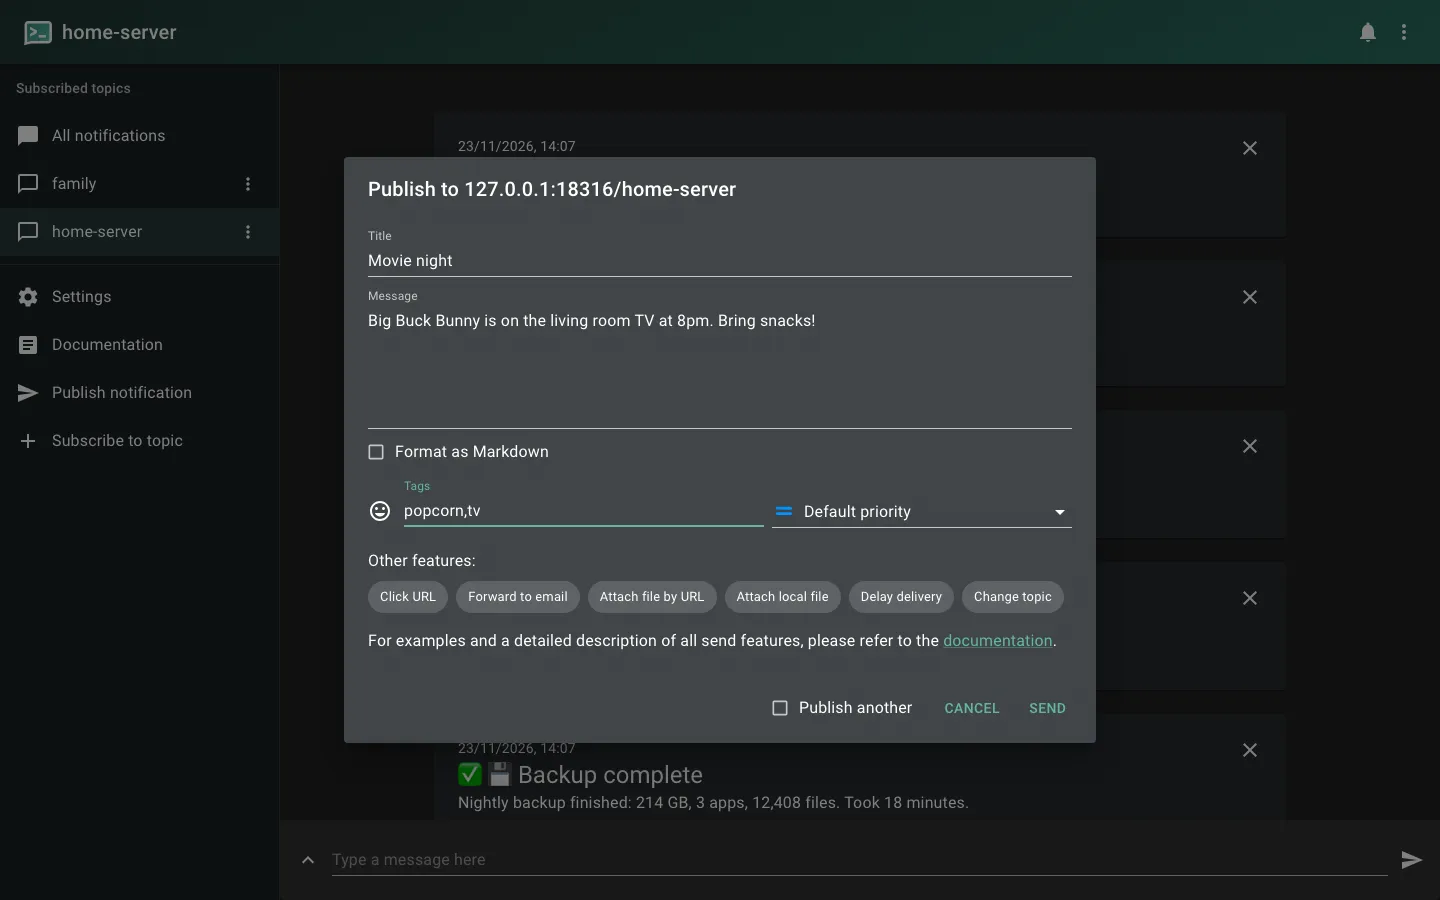 home-server
Subscribed topics
All notifications
family
home-server
Settings
Documentation
Publish notification
Subscribe to topic
23/11/2026, 14:07
Publish to 127.0.0.1:18316/home-server
Title
Movie night
Message
Big Buck Bunny is on the living room TV at 8pm. Bring snacks!
Format as Markdown
Tags
popcorn,tv
Default priority
Other features:
Click URL
Forward to email
Attach file by URL
Attach local file
Delay delivery
Change topic
For examples and a detailed description of all send features, please refer to the documentation.
Publish another
CANCEL
SEND
23/11/2026, 14:07
Backup complete
Nightly backup finished: 214 GB, 3 apps, 12,408 files. Took 18 minutes.
Type a message here